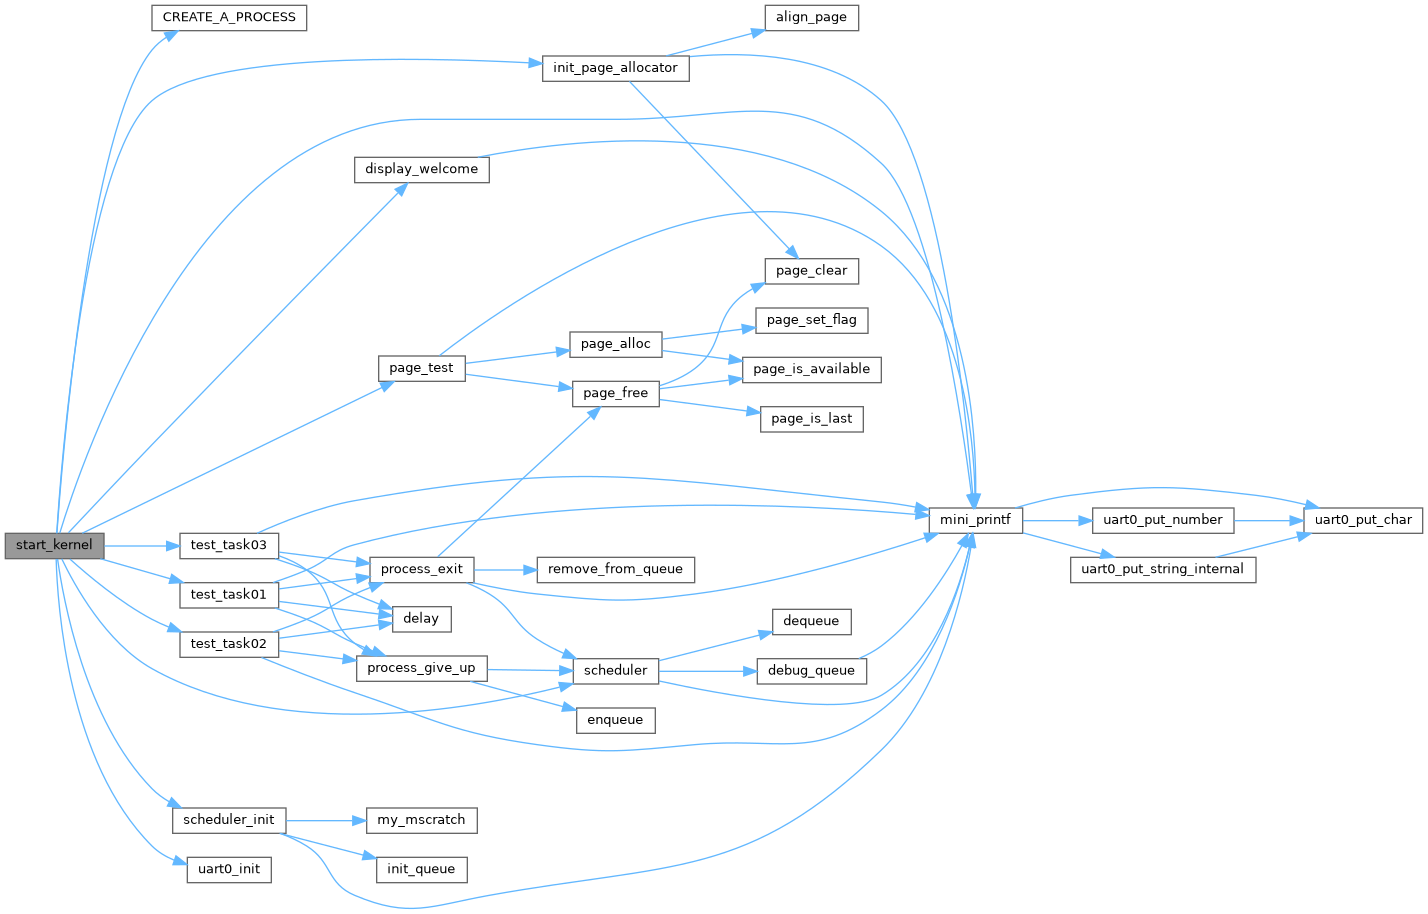 CREATE_A_PROCESS
align_page
init_page_allocator
display_welcome
page_clear
page_set_flag
page_alloc
page_test
page_is_available
page_free
page_is_last
mini_printf
uart0_put_number
uart0_put_char
start_kernel
test_task03
process_exit
remove_from_queue
uart0_put_string_internal
test_task01
delay
dequeue
test_task02
process_give_up
scheduler
debug_queue
enqueue
scheduler_init
my_mscratch
uart0_init
init_queue